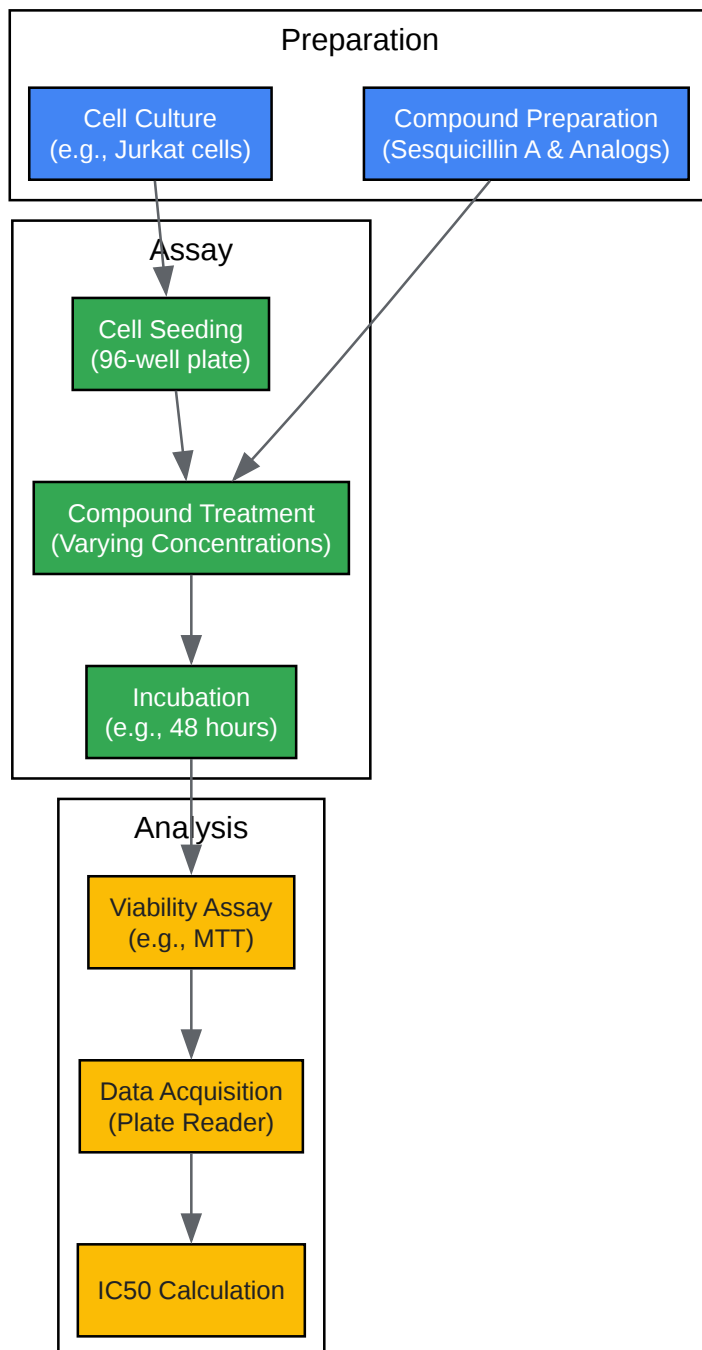 Preparation
Cell Culture
(e.g., Jurkat cells)
Compound Preparation
(Sesquicillin A & Analogs)
Assay
Cell Seeding
(96-well plate)
Compound Treatment
(Varying Concentrations)
Incubation
(e.g., 48 hours)
Analysis
Viability Assay
(e.g., MTT)
Data Acquisition
(Plate Reader)
IC50 Calculation